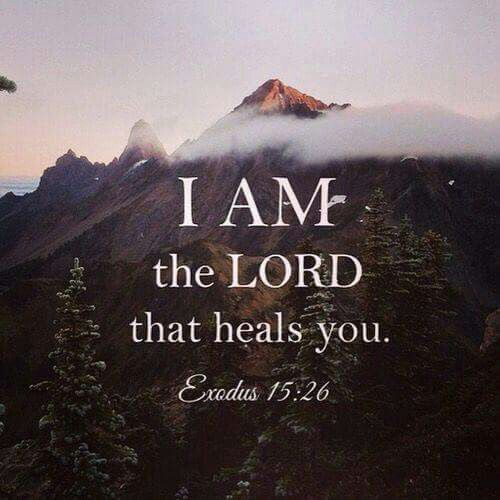 I AM
the LORD
that heals you.
Exodus 15:26